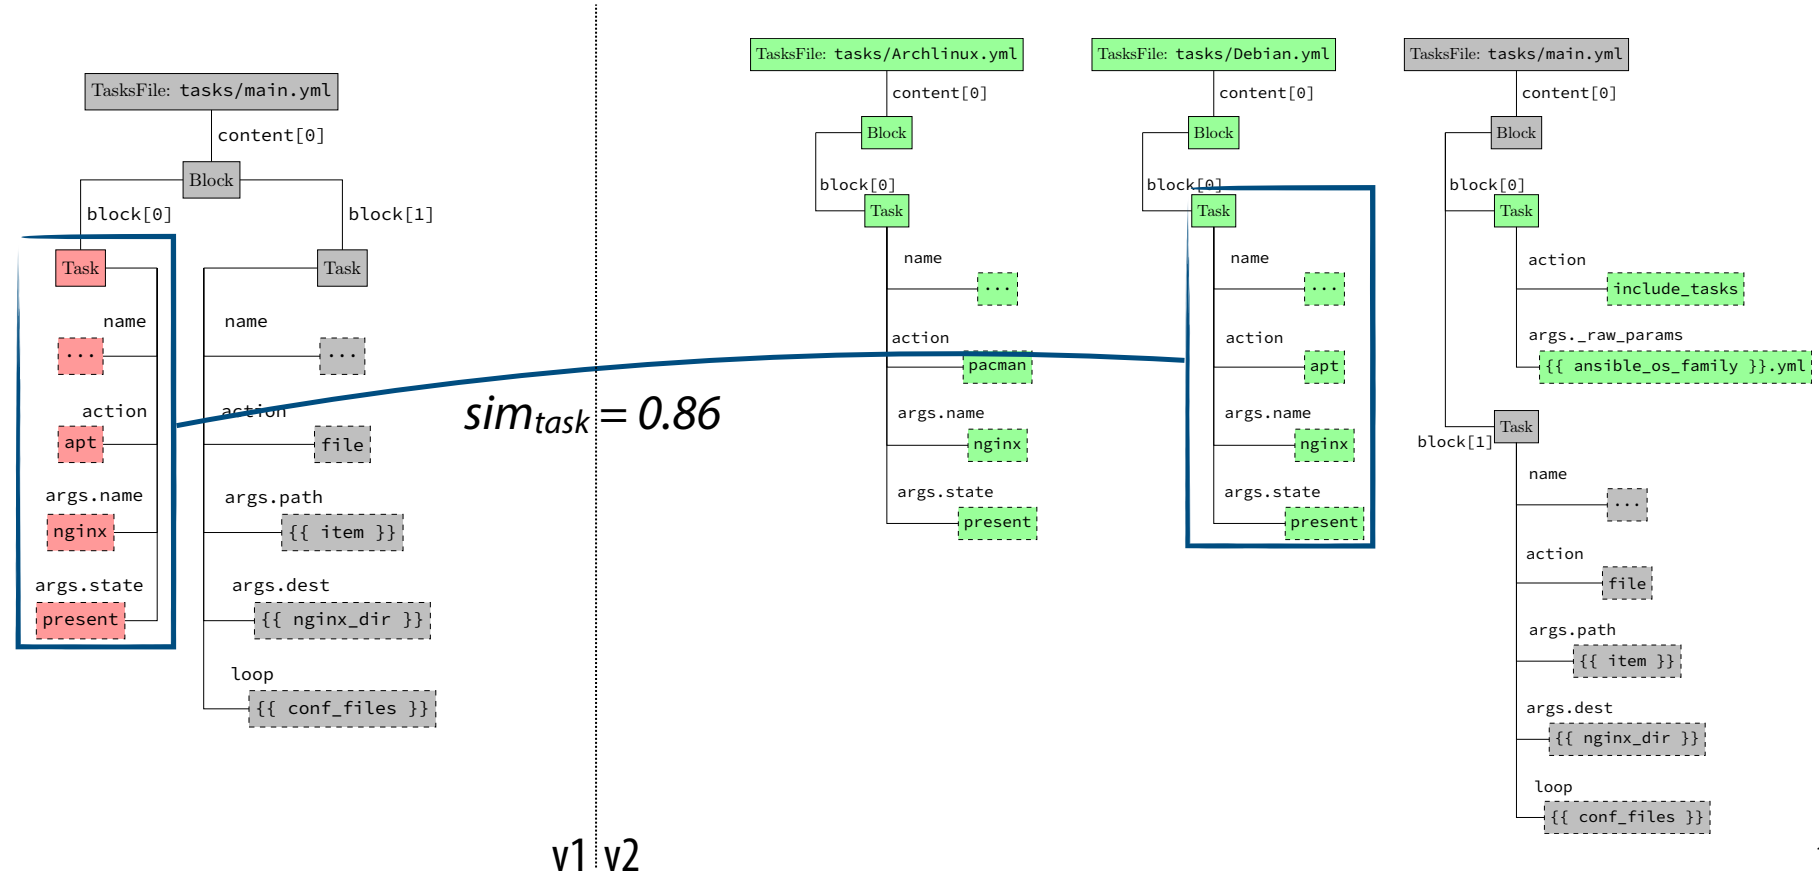 TasksFile: tasks/main.yml
content[0]
Block
block[0]
block[1]
Task
name
...
action
apt
args.name
nginx
args.state
present
Task
name
...
action
file
args.path
{{ item }}
args.dest
{{ nginx_dir }}
loop
{{ conf_files }}
sim_task = 0.86
v1
v2
TasksFile: tasks/Archlinux.yml
content[0]
Block
block[0]
Task
name
...
action
pacman
args.name
nginx
args.state
present
TasksFile: tasks/Debian.yml
content[0]
Block
block[0]
Task
name
...
action
apt
args.name
nginx
args.state
present
TasksFile: tasks/main.yml
content[0]
Block
block[0]
Task
action
include_tasks
args._raw_params
{{ ansible_os_family }}.yml
Task
block[1]
name
...
action
file
args.path
{{ item }}
args.dest
{{ nginx_dir }}
loop
{{ conf_files }}